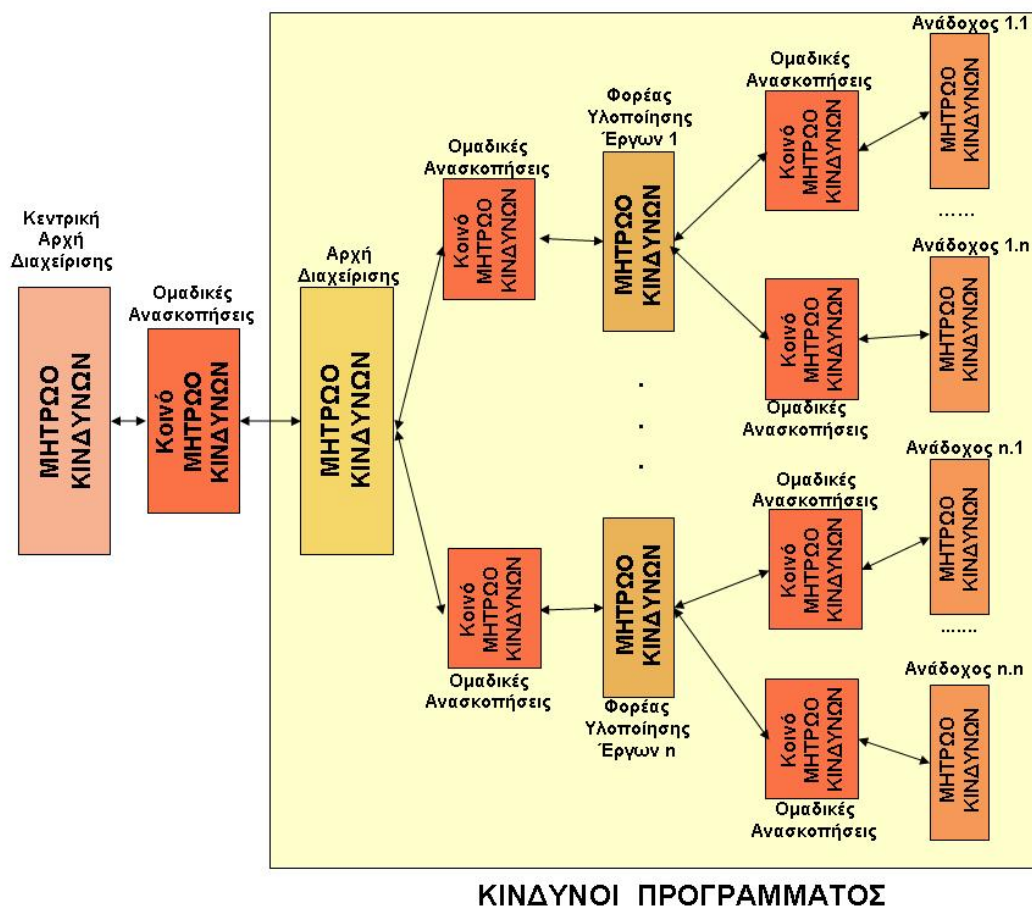 Κεντρική
Αρχή
Διαχείρισης
ΜΗΤΡΩΟ
ΚΙΝΔΥΝΩΝ
Ομαδικές
Ανασκοπήσεις
Κοινό
ΜΗΤΡΩΟ
ΚΙΝΔΥΝΩΝ
Αρχή
Διαχείρισης
ΜΗΤΡΩΟ
ΚΙΝΔΥΝΩΝ
Ομαδικές
Ανασκοπήσεις
Κοινό
ΜΗΤΡΩΟ
ΚΙΝΔΥΝΩΝ
Φορέας
Υλοποίησης
Έργων 1
ΜΗΤΡΩΟ
ΚΙΝΔΥΝΩΝ
Ομαδικές
Ανασκοπήσεις
Κοινό
ΜΗΤΡΩΟ
ΚΙΝΔΥΝΩΝ
Ανάδοχος 1.1
ΜΗΤΡΩΟ
ΚΙΝΔΥΝΩΝ
......
Κοινό
ΜΗΤΡΩΟ
ΚΙΝΔΥΝΩΝ
Ομαδικές
Ανασκοπήσεις
Ανάδοχος 1.n
ΜΗΤΡΩΟ
ΚΙΝΔΥΝΩΝ
.
.
.
Κοινό
ΜΗΤΡΩΟ
ΚΙΝΔΥΝΩΝ
Ομαδικές
Ανασκοπήσεις
ΜΗΤΡΩΟ
ΚΙΝΔΥΝΩΝ
Φορέας
Υλοποίησης
Έργων n
Ομαδικές
Ανασκοπήσεις
Κοινό
ΜΗΤΡΩΟ
ΚΙΝΔΥΝΩΝ
Ανάδοχος n.1
ΜΗΤΡΩΟ
ΚΙΝΔΥΝΩΝ
.......
Κοινό
ΜΗΤΡΩΟ
ΚΙΝΔΥΝΩΝ
Ομαδικές
Ανασκοπήσεις
Ανάδοχος n.n
ΜΗΤΡΩΟ
ΚΙΝΔΥΝΩΝ
ΚΙΝΔΥΝΟΙ ΠΡΟΓΡΑΜΜΑΤΟΣ